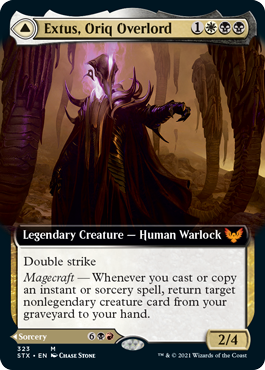 Extus, Oriq Overlord 1
Legendary Creature — Human Warlock
Double strike
Magecraft — Whenever you cast or copy
an instant or sorcery spell, return target
nonlegendary creature card from your
graveyard to your hand.
Sorcery 6
2/4
323 M
STX • EN CHASE STONE
™ & © 2021 Wizards of the Coast